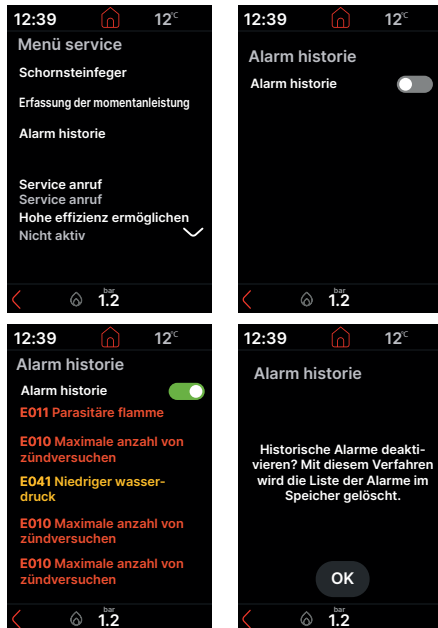 12:39 12°C
Menü service
Schornsteinfeger
Erfassung der momentanleistung
Alarm historie
Service anruf
Service anruf
Hohe effizienz ermöglichen
Nicht aktiv
bar
1.2
12:39 12°C
Alarm historie
Alarm historie
bar
1.2
12:39 12°C
Alarm historie
Alarm historie
E011 Parasitäre flamme
E010 Maximale anzahl von
zündversuchen
E041 Niedriger wasser-
druck
E010 Maximale anzahl von
zündversuchen
E010 Maximale anzahl von
zündversuchen
bar
1.2
12:39 12°C
Alarm historie
Historische Alarme deakti-
vieren? Mit diesem Verfahren
wird die Liste der Alarme im
Speicher gelöscht.
OK
bar
1.2